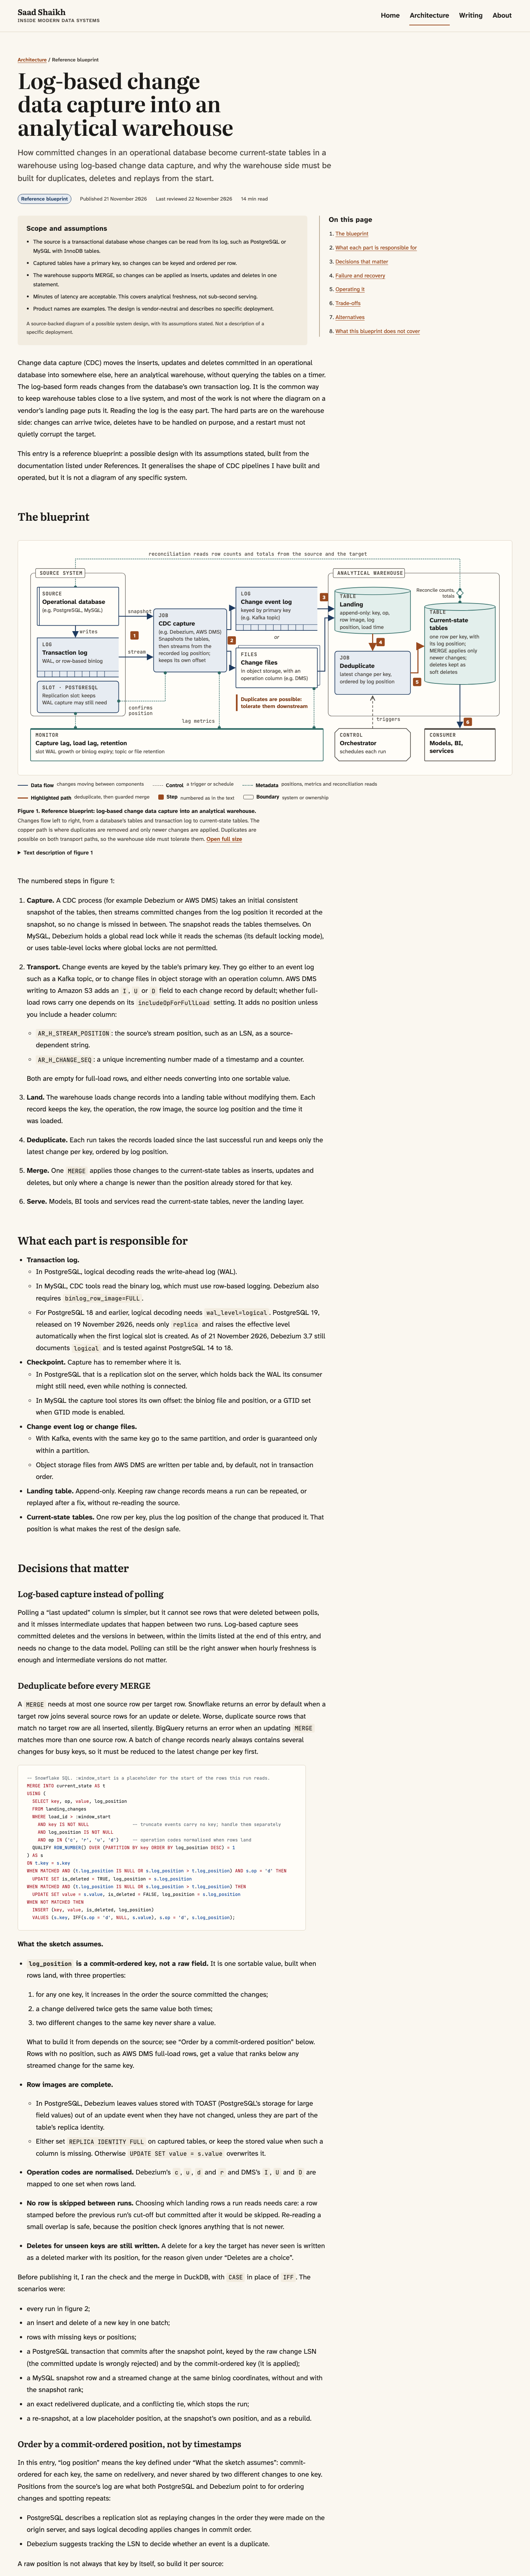 Saad Shaikh
INSIDE MODERN DATA SYSTEMS
Home Architecture Writing About
Architecture / Reference blueprint
Log-based change
data capture into an
analytical warehouse
How committed changes in an operational database become current-state tables in a
warehouse using log-based change data capture, and why the warehouse side must be
built for duplicates, deletes and replays from the start.
Reference blueprint Published 21 November 2026 Last reviewed 22 November 2026 14 min read
Scope and assumptions
• The source is a transactional database whose changes can be read from its log, such as PostgreSQL or
MySQL with InnoDB tables.
• Captured tables have a primary key, so changes can be keyed and ordered per row.
• The warehouse supports MERGE, so changes can be applied as inserts, updates and deletes in one
statement.
• Minutes of latency are acceptable. This covers analytical freshness, not sub-second serving.
• Product names are examples. The design is vendor-neutral and describes no specific deployment.
A source-backed diagram of a possible system design, with its assumptions stated. Not a description of a
specific deployment.
On this page
1. The blueprint
2. What each part is responsible for
3. Decisions that matter
4. Failure and recovery
5. Operating it
6. Trade-offs
7. Alternatives
8. What this blueprint does not cover
Change data capture (CDC) moves the inserts, updates and deletes committed in an operational
database into somewhere else, here an analytical warehouse, without querying the tables on a timer.
The log-based form reads changes from the database's own transaction log. It is the common way
to keep warehouse tables close to a live system, and most of the work is not where the diagram on a
vendor's landing page puts it. Reading the log is the easy part. The hard parts are on the warehouse
side: changes can arrive twice, deletes have to be handled on purpose, and a restart must not
quietly corrupt the target.
This entry is a reference blueprint: a possible design with its assumptions stated, built from the
documentation listed under References. It generalises the shape of CDC pipelines I have built and
operated, but it is not a diagram of any specific system.
The blueprint
reconciliation reads row counts and totals from the source and the target
SOURCE SYSTEM
SOURCE
Operational database
(e.g. PostgreSQL, MySQL)
writes
LOG
Transaction log
WAL, or row-based binlog
SLOT · POSTGRESQL
Replication slot: keeps
WAL capture may still need
snapshot
1
stream
confirms
position
JOB
CDC capture
(e.g. Debezium, AWS DMS)
Snapshots the tables,
then streams from the
recorded log position;
keeps its own offset
2
lag metrics
LOG
Change event log
keyed by primary key
(e.g. Kafka topic)
or
FILES
Change files
in object storage, with an
operation column (e.g. DMS)
Duplicates are possible:
tolerate them downstream
3
ANALYTICAL WAREHOUSE
TABLE
Landing
append-only: key, op,
row image, log
position, load time
4
JOB
Deduplicate
latest change per key,
ordered by log position
5
Reconcile counts,
totals
TABLE
Current-state
tables
one row per key, with
its log position;
MERGE applies only
newer changes;
deletes kept as
soft deletes
triggers
6
MONITOR
Capture lag, load lag, retention
slot WAL growth or binlog expiry; topic or file retention
CONTROL
Orchestrator
schedules each run
CONSUMER
Models, BI,
services
Data flow changes moving between components Control a trigger or schedule Metadata positions, metrics and reconciliation reads
Highlighted path deduplicate, then guarded merge Step numbered as in the text Boundary system or ownership
Figure 1. Reference blueprint: log-based change data capture into an analytical warehouse.
Changes flow left to right, from a database's tables and transaction log to current-state tables. The
copper path is where duplicates are removed and only newer changes are applied. Duplicates are
possible on both transport paths, so the warehouse side must tolerate them. Open full size
▶ Text description of figure 1
The numbered steps in figure 1:
1. Capture. A CDC process (for example Debezium or AWS DMS) takes an initial consistent
snapshot of the tables, then streams committed changes from the log position it recorded at the
snapshot, so no change is missed in between. The snapshot reads the tables themselves. On
MySQL, Debezium holds a global read lock while it reads the schemas (its default locking mode),
or uses table-level locks where global locks are not permitted.
2. Transport. Change events are keyed by the table's primary key. They go either to an event log
such as a Kafka topic, or to change files in object storage with an operation column. AWS DMS
writing to Amazon S3 adds an I, U or D field to each change record by default; whether full-
load rows carry one depends on its includeOpForFullLoad setting. It adds no position unless
you include a header column:
◦ AR_H_STREAM_POSITION: the source's stream position, such as an LSN, as a source-
dependent string.
◦ AR_H_CHANGE_SEQ: a unique incrementing number made of a timestamp and a counter.
Both are empty for full-load rows, and either needs converting into one sortable value.
3. Land. The warehouse loads change records into a landing table without modifying them. Each
record keeps the key, the operation, the row image, the source log position and the time it
was loaded.
4. Deduplicate. Each run takes the records loaded since the last successful run and keeps only the
latest change per key, ordered by log position.
5. Merge. One MERGE applies those changes to the current-state tables as inserts, updates and
deletes, but only where a change is newer than the position already stored for that key.
6. Serve. Models, BI tools and services read the current-state tables, never the landing layer.
What each part is responsible for
• Transaction log.
◦ In PostgreSQL, logical decoding reads the write-ahead log (WAL).
◦ In MySQL, CDC tools read the binary log, which must use row-based logging. Debezium also
requires binlog_row_image=FULL.
◦ For PostgreSQL 18 and earlier, logical decoding needs wal_level=logical. PostgreSQL 19,
released on 19 November 2026, needs only replica and raises the effective level
automatically when the first logical slot is created. As of 21 November 2026, Debezium 3.7 still
documents logical and is tested against PostgreSQL 14 to 18.
• Checkpoint. Capture has to remember where it is.
◦ In PostgreSQL that is a replication slot on the server, which holds back the WAL its consumer
might still need, even while nothing is connected.
◦ In MySQL the capture tool stores its own offset: the binlog file and position, or a GTID set
when GTID mode is enabled.
• Change event log or change files.
◦ With Kafka, events with the same key go to the same partition, and order is guaranteed only
within a partition.
◦ Object storage files from AWS DMS are written per table and, by default, not in transaction
order.
• Landing table. Append-only. Keeping raw change records means a run can be repeated, or
replayed after a fix, without re-reading the source.
• Current-state tables. One row per key, plus the log position of the change that produced it. That
position is what makes the rest of the design safe.
Decisions that matter
Log-based capture instead of polling
Polling a “last updated” column is simpler, but it cannot see rows that were deleted between polls,
and it misses intermediate updates that happen between two runs. Log-based capture sees
committed deletes and the versions in between, within the limits listed at the end of this entry, and
needs no change to the data model. Polling can still be the right answer when hourly freshness is
enough and intermediate versions do not matter.
Deduplicate before every MERGE
A MERGE needs at most one source row per target row. Snowflake returns an error by default when a
target row joins several source rows for an update or delete. Worse, duplicate source rows that
match no target row are all inserted, silently. BigQuery returns an error when an updating MERGE
matches more than one source row. A batch of change records nearly always contains several
changes for busy keys, so it must be reduced to the latest change per key first.
-- Snowflake SQL. :window_start is a placeholder for the start of the rows this run reads.
MERGE INTO current_state AS t
USING (
SELECT key, op, value, log_position
FROM landing_changes
WHERE load_id > :window_start
AND key IS NOT NULL -- truncate events carry no key; handle them separately
AND log_position IS NOT NULL
AND op IN ('c', 'r', 'u', 'd') -- operation codes normalised when rows land
QUALIFY ROW_NUMBER() OVER (PARTITION BY key ORDER BY log_position DESC) = 1
) AS s
ON t.key = s.key
WHEN MATCHED AND (t.log_position IS NULL OR s.log_position > t.log_position) AND s.op = 'd' THEN
UPDATE SET is_deleted = TRUE, log_position = s.log_position
WHEN MATCHED AND (t.log_position IS NULL OR s.log_position > t.log_position) THEN
UPDATE SET value = s.value, is_deleted = FALSE, log_position = s.log_position
WHEN NOT MATCHED THEN
INSERT (key, value, is_deleted, log_position)
VALUES (s.key, IFF(s.op = 'd', NULL, s.value), s.op = 'd', s.log_position);
What the sketch assumes.
• log_position is a commit-ordered key, not a raw field. It is one sortable value, built when
rows land, with three properties:
1. for any one key, it increases in the order the source committed the changes;
2. a change delivered twice gets the same value both times;
3. two different changes to the same key never share a value.
What to build it from depends on the source; see “Order by a commit-ordered position” below.
Rows with no position, such as AWS DMS full-load rows, get a value that ranks below any
streamed change for the same key.
• Row images are complete.
◦ In PostgreSQL, Debezium leaves values stored with TOAST (PostgreSQL's storage for large
field values) out of an update event when they have not changed, unless they are part of the
table's replica identity.
◦ Either set REPLICA IDENTITY FULL on captured tables, or keep the stored value when such a
column is missing. Otherwise UPDATE SET value = s.value overwrites it.
• Operation codes are normalised. Debezium's c, u, d and r and DMS's I, U and D are
mapped to one set when rows land.
• No row is skipped between runs. Choosing which landing rows a run reads needs care: a row
stamped before the previous run's cut-off but committed after it would be skipped. Re-reading a
small overlap is safe, because the position check ignores anything that is not newer.
• Deletes for unseen keys are still written. A delete for a key the target has never seen is written
as a deleted marker with its position, for the reason given under “Deletes are a choice”.
Before publishing it, I ran the check and the merge in DuckDB, with CASE in place of IFF. The
scenarios were:
• every run in figure 2;
• an insert and delete of a new key in one batch;
• rows with missing keys or positions;
• a PostgreSQL transaction that commits after the snapshot point, keyed by the raw change LSN
(the committed update is wrongly rejected) and by the commit-ordered key (it is applied);
• a MySQL snapshot row and a streamed change at the same binlog coordinates, without and with
the snapshot rank;
• an exact redelivered duplicate, and a conflicting tie, which stops the run;
• a re-snapshot, at a low placeholder position, at the snapshot's own position, and as a rebuild.
Order by a commit-ordered position, not by timestamps
In this entry, “log position” means the key defined under “What the sketch assumes”: commit-
ordered for each key, the same on redelivery, and never shared by two different changes to one key.
Positions from the source's log are what both PostgreSQL and Debezium point to for ordering
changes and spotting repeats:
• PostgreSQL describes a replication slot as replaying changes in the order they were made on the
origin server, and says logical decoding applies changes in commit order.
• Debezium suggests tracking the LSN to decide whether an event is a duplicate.
A raw position is not always that key by itself, so build it per source: